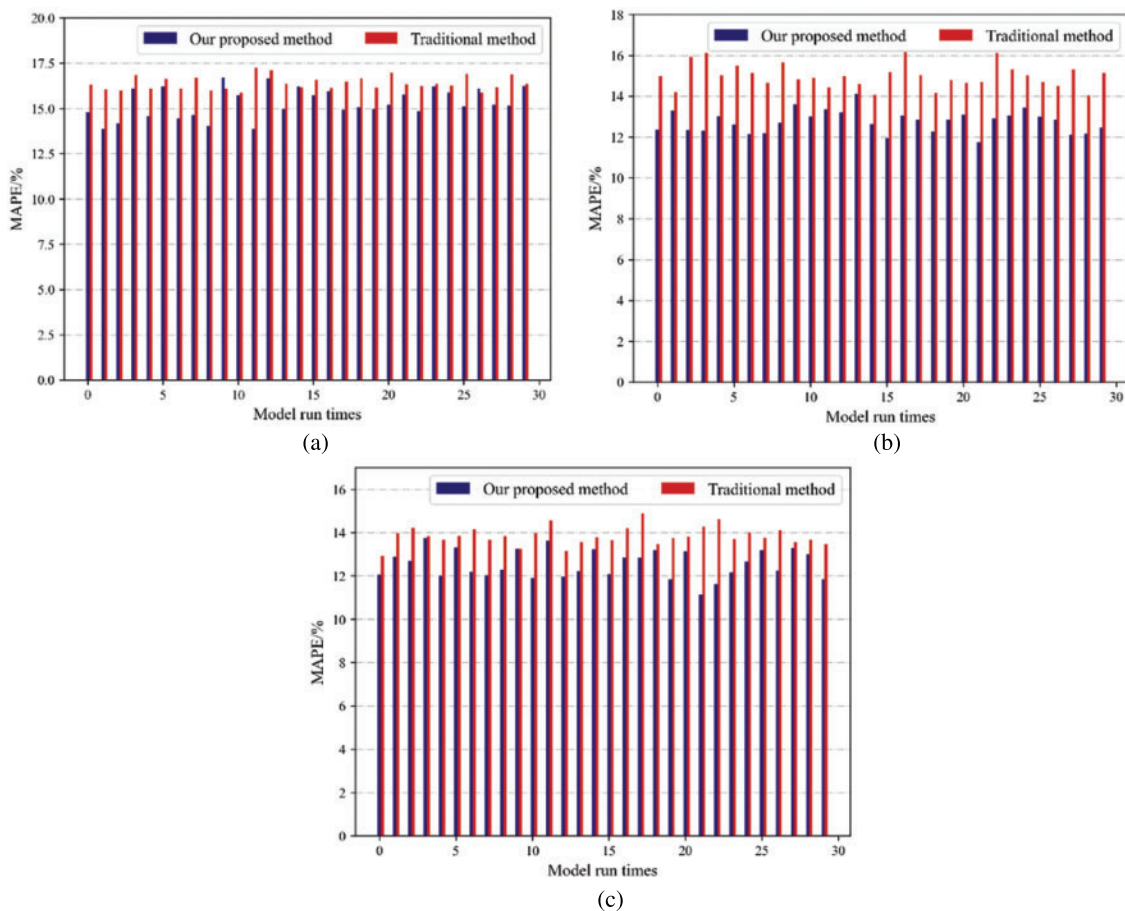 20.0
Our proposed method Traditional method
17.5
15.0
12.5
10.0
7.5
5.0
2.5
0.0
MAPE/%
0 5 10 15 20 25 30
Model run times
(a)
18
Our proposed method Traditional method
16
14
12
10
8
6
4
2
0
MAPE/%
0 5 10 15 20 25 30
Model run times
(b)
Our proposed method Traditional method
16
14
12
10
8
6
4
2
0
MAPE/%
0 5 10 15 20 25 30
Model run times
(c)